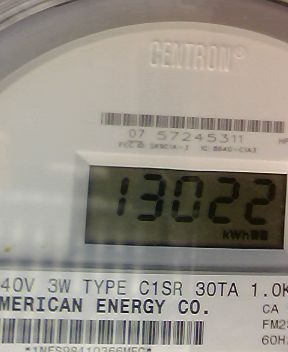 CENTRON®
07 57245311
13022
kWh
40V 3W TYPE C1SR 30TA 1.0K
MERICAN ENERGY CO.
CA
FM2
60H